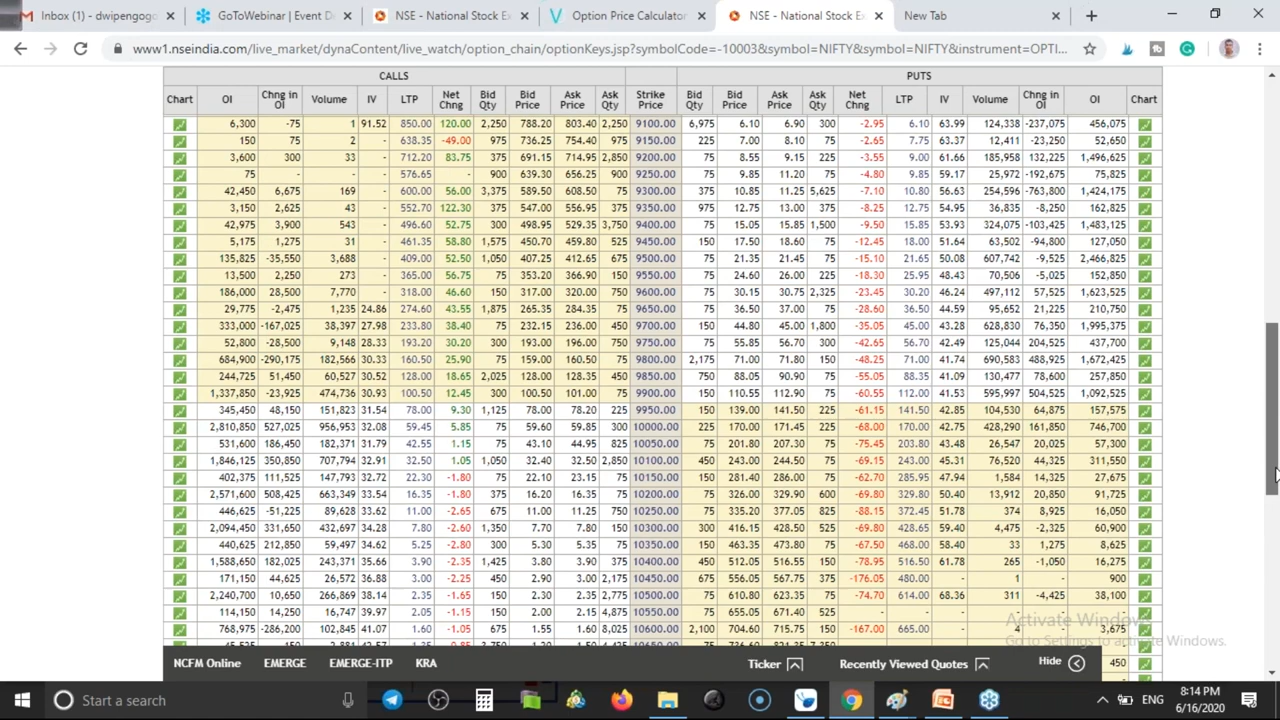 Inbox (1) - dwipengogo
GoToWebinar | Event D
NSE - National Stock Ex
Option Price Calculator
NSE - National Stock Ex
New Tab
www1.nseindia.com/live_market/dynaContent/live_watch/option_chain/optionKeys.jsp?symbolCode=-10003&symbol=NIFTY&symbol=NIFTY&instrument=OPTI...
CALLS PUTS
Chart OI Chng in OI Volume IV LTP Net Chng Bid Qty Bid Price Ask Price Ask Qty Strike Price Bid Qty Bid Price Ask Price Ask Qty Net Chng LTP IV Volume Chng in OI OI Chart
6,300 -75 1 91.52 850.00 120.00 2,250 788.20 803.40 2,250 9100.00 6,975 6.10 6.90 300 -2.95 6.10 63.99 124,338 -237,075 456,075
150 75 2 - 638.35 -49.00 975 736.25 754.40 975 9150.00 225 7.00 8.10 75 -2.65 7.75 63.37 12,411 -23,250 52,650
3,600 300 33 - 712.20 83.75 375 691.15 714.95 2,850 9200.00 75 8.55 9.15 225 -3.55 9.00 61.66 185,958 132,225 1,496,625
75 - - - 576.65 - 900 639.30 656.25 900 9250.00 75 9.85 11.20 75 -4.80 9.85 59.17 25,972 -192,675 75,825
42,450 6,675 169 - 600.00 56.00 3,375 589.50 608.50 75 9300.00 375 10.85 11.25 5,625 -7.10 10.80 56.63 254,596 -763,800 1,424,175
3,150 2,625 43 - 552.70 122.30 375 547.00 556.95 375 9350.00 975 12.75 13.00 375 -8.25 12.75 54.95 36,835 -8,250 162,825
42,975 3,900 543 - 496.60 52.75 300 498.95 529.35 3,750 9400.00 75 15.05 15.85 1,500 -9.50 15.85 53.93 324,075 -103,425 1,483,125
5,175 1,275 31 - 461.35 58.80 1,575 450.70 459.80 525 9450.00 150 17.50 18.60 75 -12.45 18.00 51.64 63,502 -94,800 127,050
135,825 -35,550 3,688 - 409.00 52.50 1,050 407.25 412.65 675 9500.00 75 21.35 21.45 75 -15.10 21.65 50.08 607,742 -9,525 2,466,825
13,500 2,250 273 - 365.00 56.75 75 353.20 366.90 150 9550.00 75 24.60 26.00 225 -18.30 25.95 48.43 70,506 -5,025 152,850
186,000 28,500 7,770 - 318.00 46.60 150 317.00 320.00 750 9600.00 75 30.15 30.75 2,325 -23.45 30.20 46.24 497,112 57,525 1,623,525
29,775 -2,475 1,235 24.86 274.60 43.55 1,875 265.35 284.35 75 9650.00 75 36.50 37.00 75 -28.60 36.50 44.59 95,652 21,225 210,750
333,000 -167,025 38,397 27.98 233.80 38.40 75 232.15 236.00 450 9700.00 150 44.80 45.00 1,800 -35.05 45.00 43.28 628,830 76,350 1,995,375
52,800 -28,500 9,148 28.33 193.20 30.20 300 193.00 196.00 750 9750.00 75 55.85 56.70 300 -42.65 56.70 42.49 125,044 204,525 437,700
684,900 -290,175 182,566 30.33 160.50 25.90 75 159.00 160.50 75 9800.00 2,175 71.00 71.80 150 -48.25 71.00 41.74 690,583 488,925 1,672,425
244,725 51,450 60,527 30.52 128.00 18.65 2,025 128.00 128.35 450 9850.00 750 88.05 90.90 75 -55.05 88.35 41.09 130,477 78,600 257,850
1,337,850 -23,925 474,736 30.93 100.50 12.45 300 100.50 101.00 75 9900.00 150 110.55 112.90 75 -60.55 112.00 41.53 595,997 504,525 1,092,525
345,450 48,150 151,823 31.54 78.00 9.30 1,125 78.00 78.20 225 9950.00 150 139.00 141.50 225 -61.15 141.50 42.85 104,530 64,875 157,575
2,810,850 527,025 956,953 32.08 59.45 5.85 75 59.60 59.85 300 10000.00 225 170.00 171.45 225 -68.00 170.00 42.75 428,290 161,850 746,700
531,600 186,450 182,371 31.79 42.55 1.15 75 43.10 44.95 825 10050.00 75 201.80 207.30 75 -75.45 203.80 43.48 26,547 20,025 57,300
1,846,125 350,850 707,794 32.91 32.50 1.05 1,050 32.40 32.50 2,850 10100.00 450 243.00 244.50 75 -69.15 243.00 45.31 76,520 44,325 311,550
402,375 111,525 147,793 32.72 22.30 -1.80 75 22.10 23.15 75 10150.00 150 281.40 286.00 75 -62.70 285.95 47.94 1,584 14,325 27,675
2,571,600 508,425 663,349 33.54 16.35 -1.80 375 16.20 16.35 75 10200.00 75 326.00 329.90 600 -69.80 329.80 50.40 13,912 20,850 91,725
446,625 -51,225 89,628 33.62 11.00 -2.65 675 11.00 11.25 750 10250.00 75 335.20 377.05 825 -88.15 372.45 51.78 374 8,925 16,050
2,094,450 331,650 432,697 34.28 7.80 -2.60 1,350 7.70 7.80 150 10300.00 300 416.15 428.50 525 -69.80 428.65 59.40 4,475 -2,325 60,900
440,625 212,850 59,497 34.62 5.25 -2.80 300 5.30 5.35 75 10350.00 150 463.35 473.80 150 -67.50 468.00 58.40 33 1,275 8,625
1,588,650 182,025 243,371 35.66 3.90 -2.35 1,425 3.80 3.90 375 10400.00 150 512.05 516.55 150 -78.95 516.50 61.78 265 -1,050 16,275
171,150 44,625 26,572 36.88 3.00 -2.25 450 2.90 3.00 2,175 10450.00 675 556.05 567.75 375 -176.05 480.00 - 1 - 900
2,240,700 10,650 266,869 38.14 2.35 -1.65 150 2.30 2.35 2,775 10500.00 75 610.80 623.35 75 -74.70 614.00 68.36 311 -4,425 38,100
114,150 14,250 16,747 39.97 2.05 -1.15 150 2.00 2.15 4,875 10550.00 75 655.05 671.40 525 - - - - - -
768,975 -286,200 102,845 41.07 1.60 -1.05 675 1.55 1.60 8,025 10600.00 2,100 704.60 715.75 150 -167.00 665.00 - 4 - 3,675
Activate Windows
Go to Settings to activate Windows.
NCFM Online EMERGE EMERGE-ITP KRA Ticker Recently Viewed Quotes Hide 450
Start a search
ENG
8:14 PM
6/16/2020